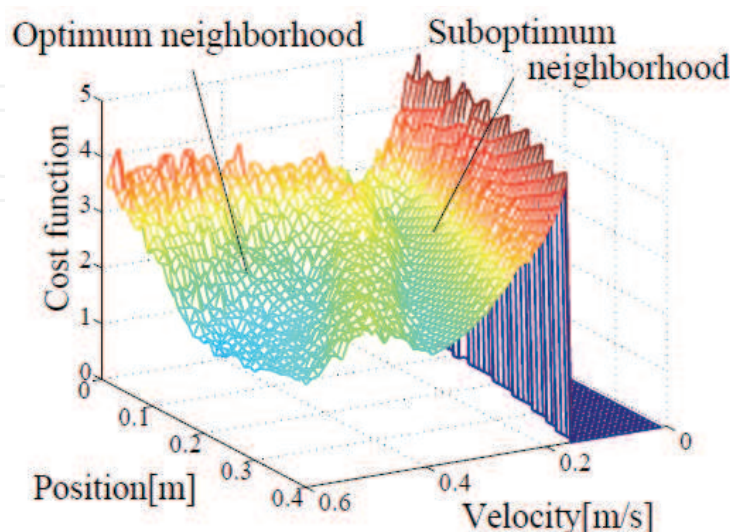 Optimum neighborhood
Suboptimum
neighborhood
Cost function
5
4
3
2
1
0
0
0.1
0.2
0.3
0.4
Position[m]
0.6
0.4
0.2
0
Velocity[m/s]